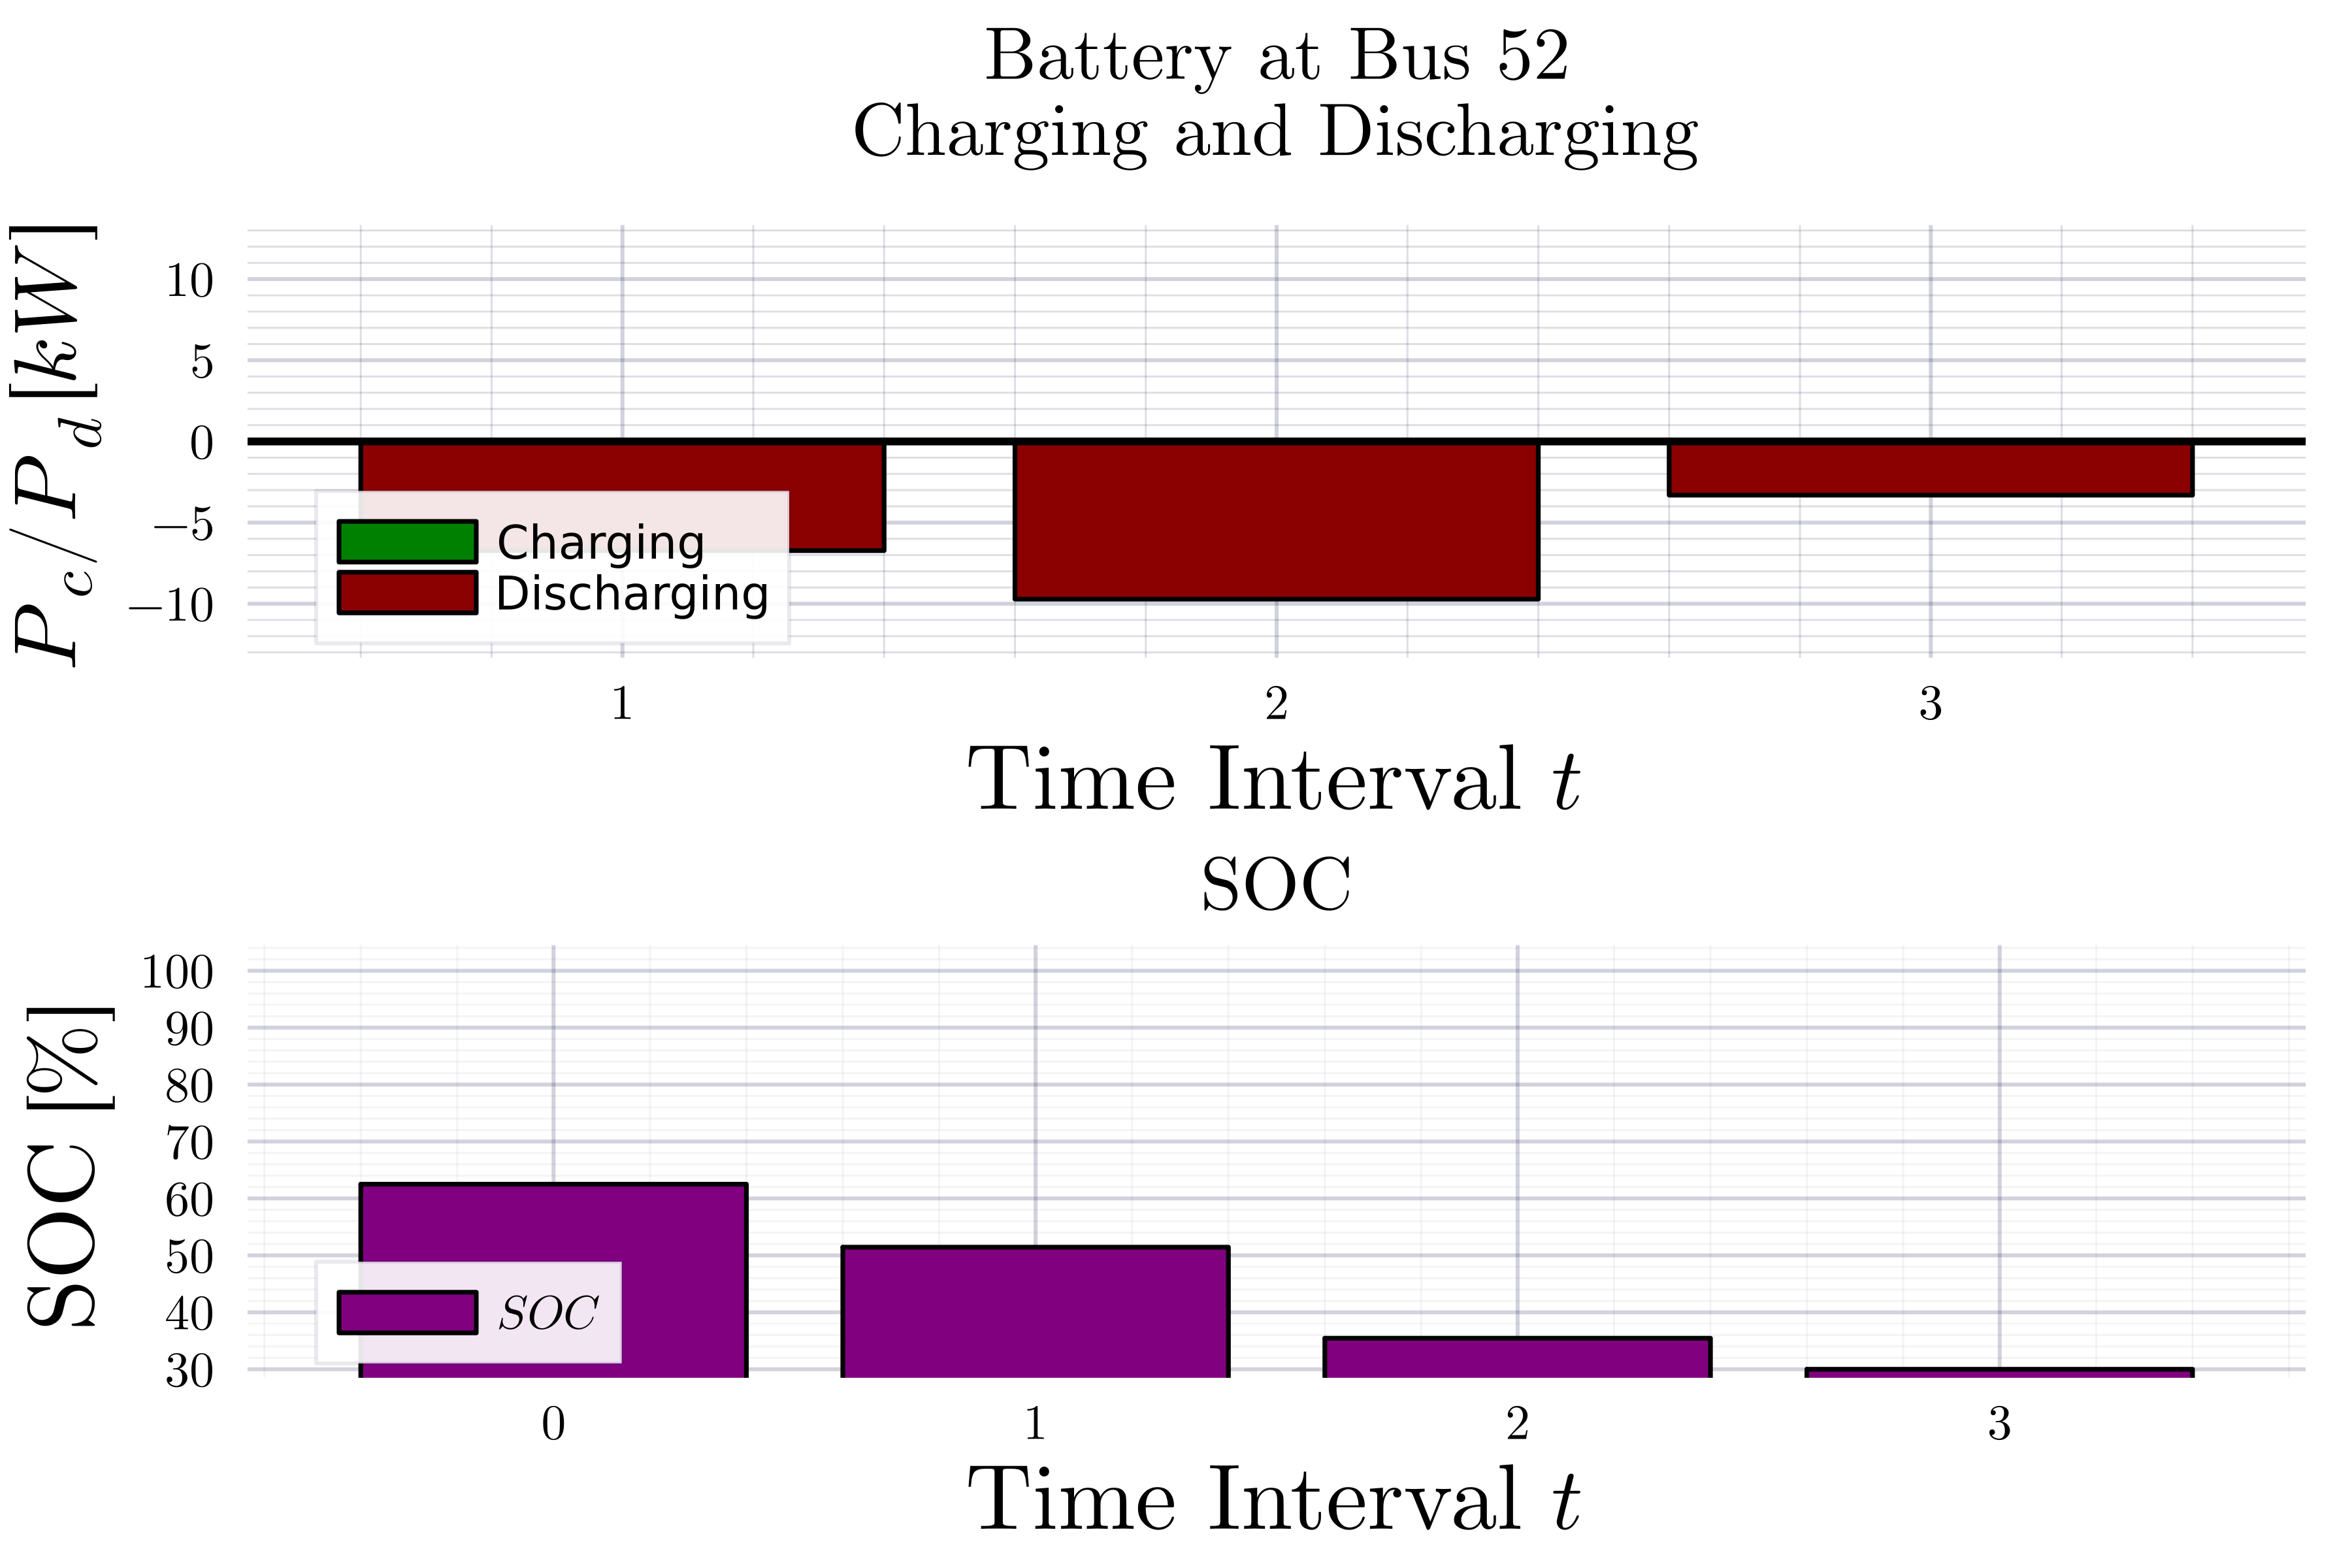 Battery at Bus 52
Charging and Discharging
P_c/P_d [kW]
10
5
0
−5
−10
Charging
Discharging
1 2 3
Time Interval t
SOC
SOC [%]
100
90
80
70
60
50
40
30
SOC
0 1 2 3
Time Interval t